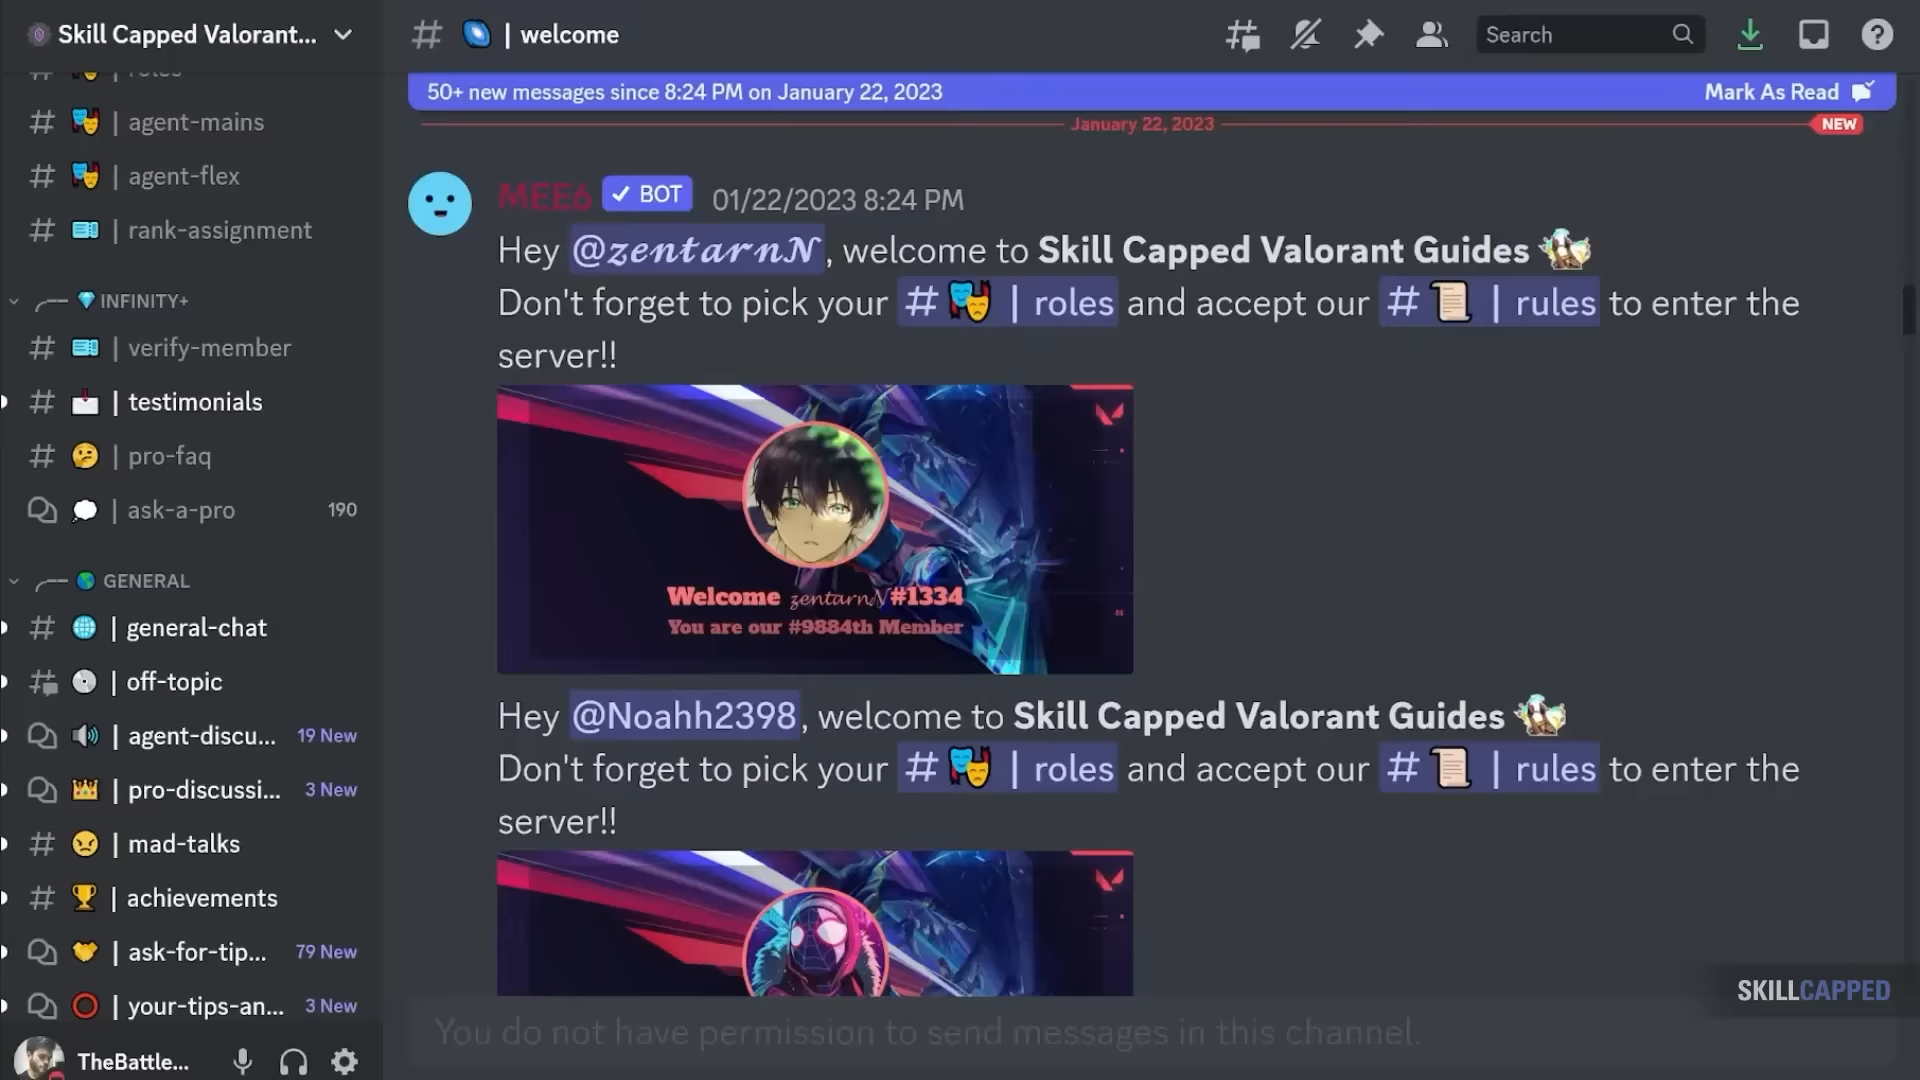 Skill Capped Valorant...
roles
| agent-mains
| agent-flex
| rank-assignment
INFINITY+
| verify-member
| testimonials
| pro-faq
| ask-a-pro 190
GENERAL
| general-chat
| off-topic
| agent-discu... 19 New
| pro-discussi... 3 New
| mad-talks
| achievements
| ask-for-tip... 79 New
| your-tips-an... 3 New
TheBattle...
# | welcome
Search
50+ new messages since 8:24 PM on January 22, 2023 Mark As Read
January 22, 2023 NEW
MEE6 BOT 01/22/2023 8:24 PM
Hey @𝔃𝓮𝓷𝓽𝓪𝓻𝓷𝓝, welcome to Skill Capped Valorant Guides
Don't forget to pick your # | roles and accept our # | rules to enter the
server!!
Welcome 𝔃𝓮𝓷𝓽𝓪𝓻𝓷𝓝#1334
You are our #9884th Member
Hey @Noahh2398, welcome to Skill Capped Valorant Guides
Don't forget to pick your # | roles and accept our # | rules to enter the
server!!
You do not have permission to send messages in this channel.
SKILLCAPPED